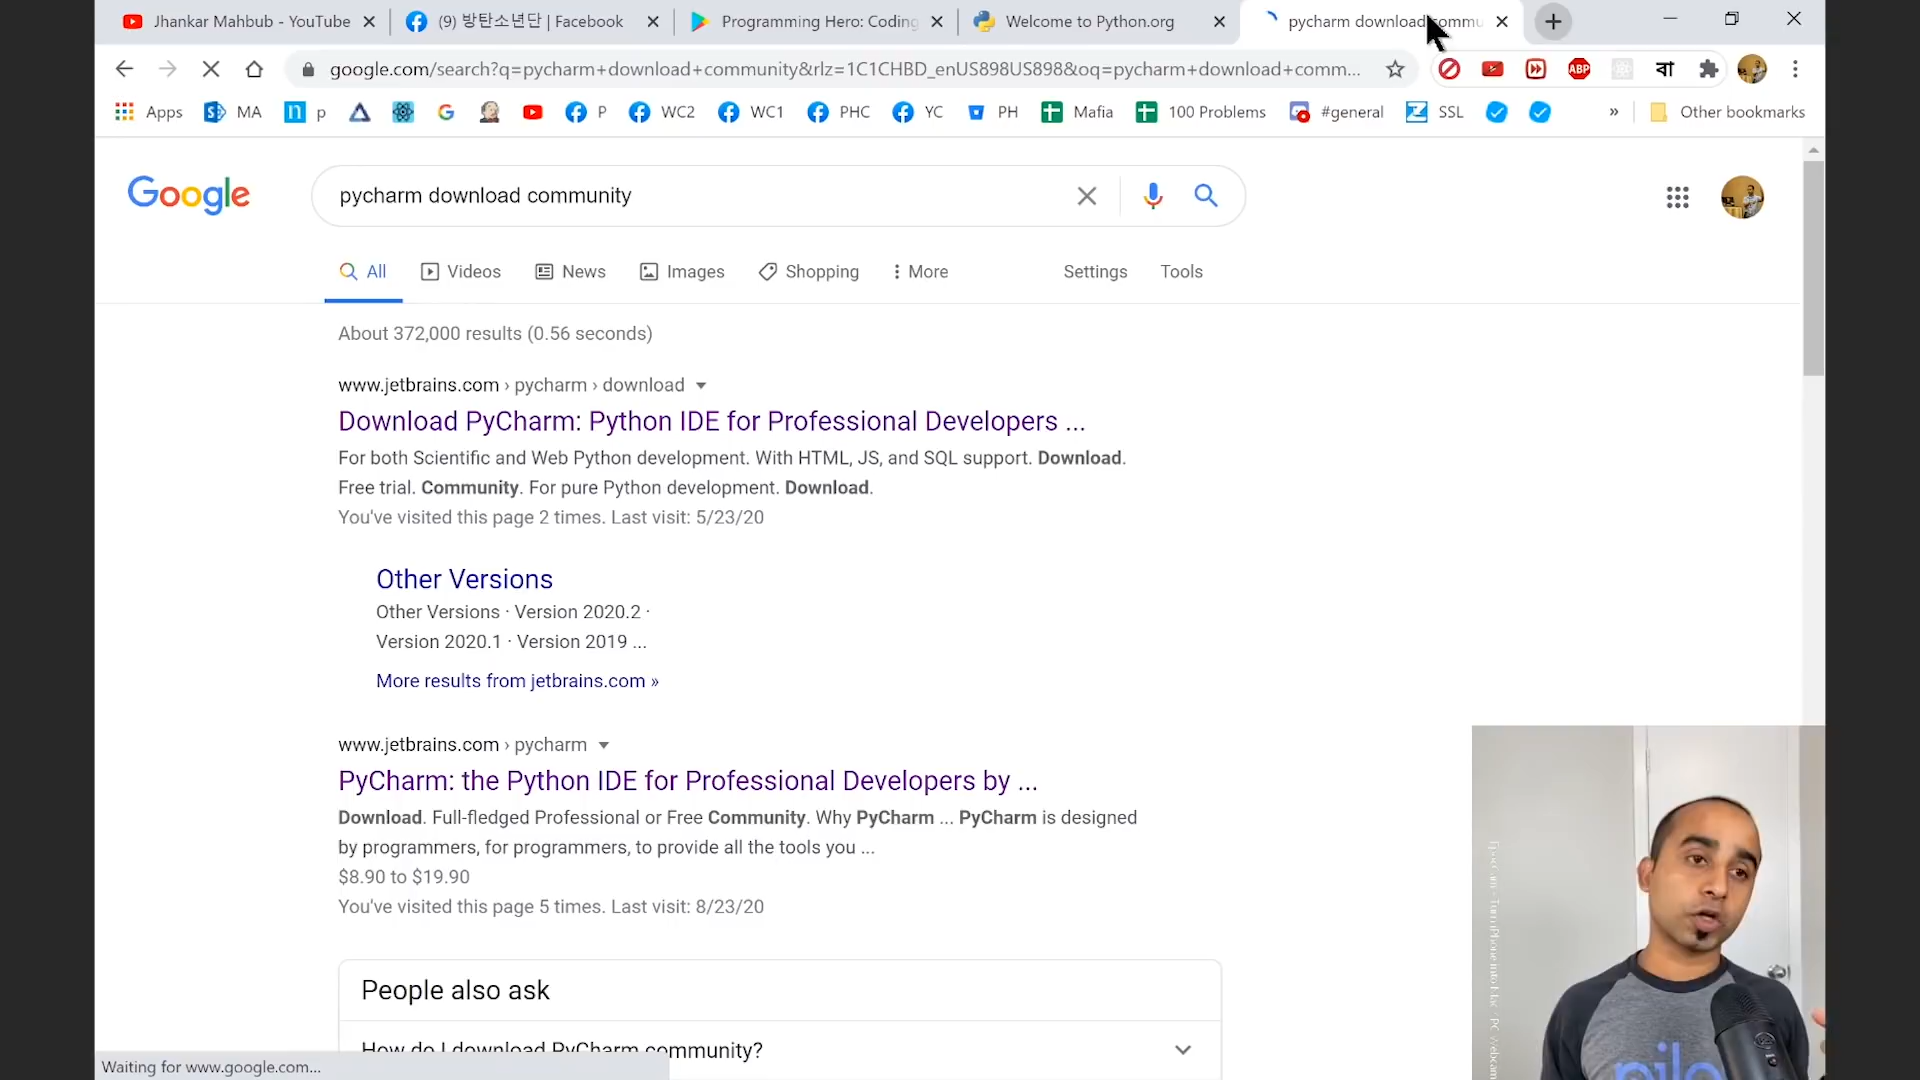 Jhankar Mahbub - YouTube
(9) 방탄소년단 | Facebook
Programming Hero: Coding
Welcome to Python.org
pycharm download commu
google.com/search?q=pycharm+download+community&rlz=1C1CHBD_enUS898US898&oq=pycharm+download+comm...
ABP
বা
Apps
MA
p
P
WC2
WC1
PHC
YC
PH
Mafia
100 Problems
#general
SSL
»
Other bookmarks
Google
pycharm download community
All
Videos
News
Images
Shopping
More
Settings
Tools
About 372,000 results (0.56 seconds)
www.jetbrains.com › pycharm › download
Download PyCharm: Python IDE for Professional Developers ...
For both Scientific and Web Python development. With HTML, JS, and SQL support. Download.
Free trial. Community. For pure Python development. Download.
You've visited this page 2 times. Last visit: 5/23/20
Other Versions
Other Versions · Version 2020.2 ·
Version 2020.1 · Version 2019 ...
More results from jetbrains.com »
www.jetbrains.com › pycharm
PyCharm: the Python IDE for Professional Developers by ...
Download. Full-fledged Professional or Free Community. Why PyCharm ... PyCharm is designed
by programmers, for programmers, to provide all the tools you ...
$8.90 to $19.90
You've visited this page 5 times. Last visit: 8/23/20
People also ask
How do I download PyCharm community?
Waiting for www.google.com...